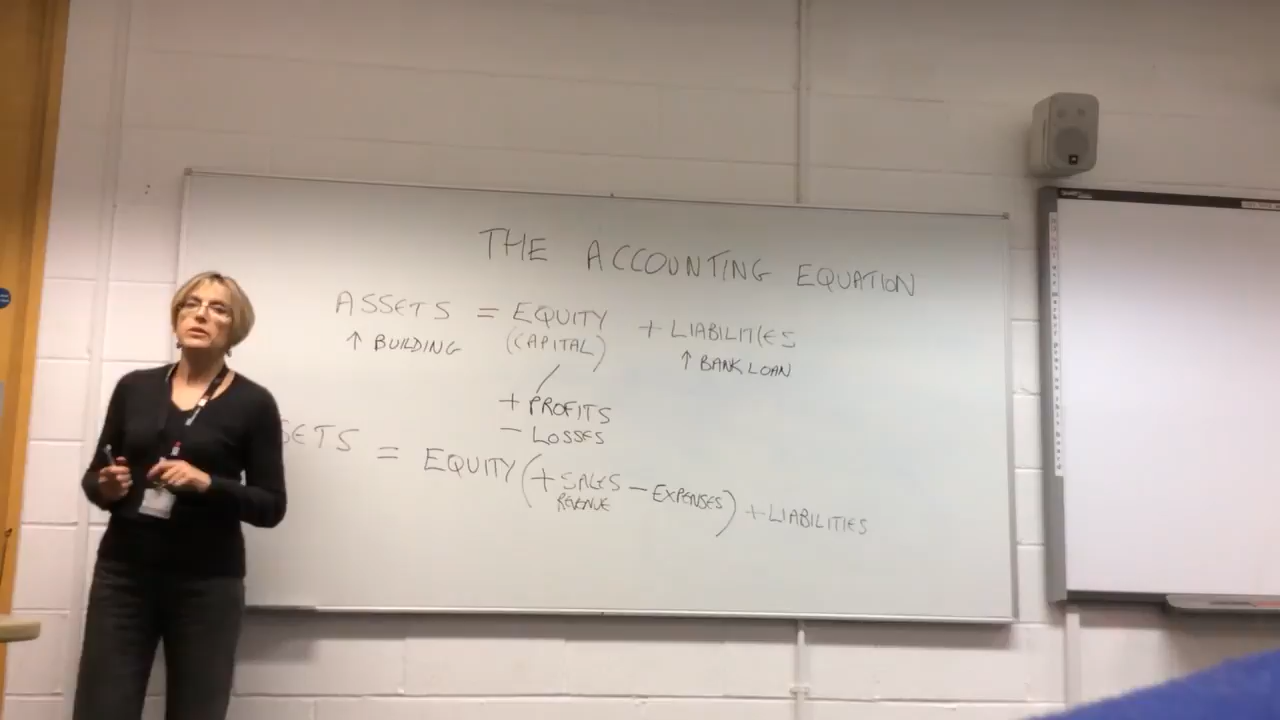 THE ACCOUNTING EQUATION
ASSETS = EQUITY + LIABILITIES
↑ BUILDING (CAPITAL) ↑ BANK LOAN
+ PROFITS
- LOSSES
SETS = EQUITY (+ SALES - EXPENSES) + LIABILITIES
REVENUE